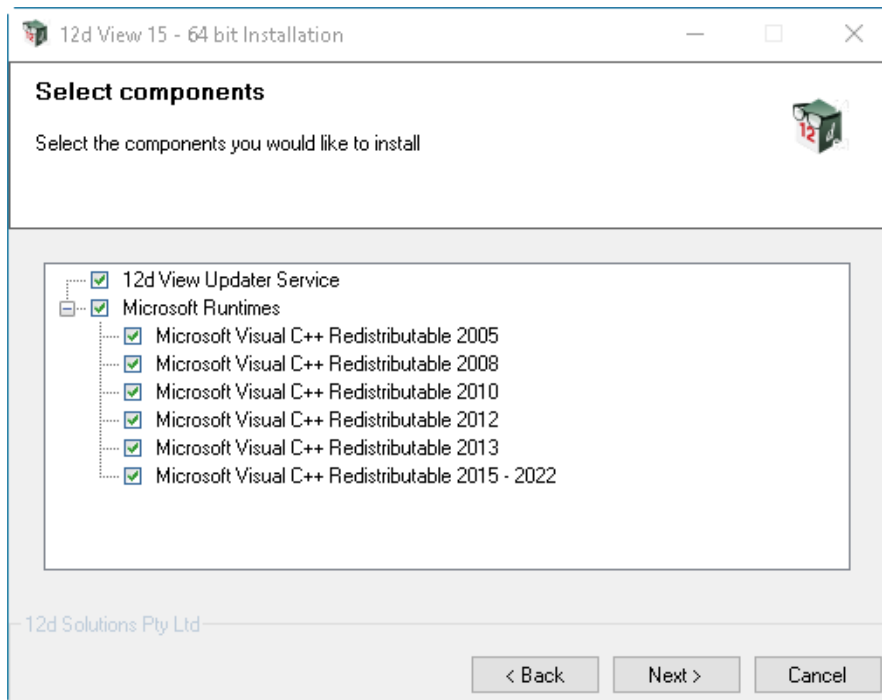 12d View 15 - 64 bit Installation
Select components
Select the components you would like to install
12d
12d View Updater Service
Microsoft Runtimes
Microsoft Visual C++ Redistributable 2005
Microsoft Visual C++ Redistributable 2008
Microsoft Visual C++ Redistributable 2010
Microsoft Visual C++ Redistributable 2012
Microsoft Visual C++ Redistributable 2013
Microsoft Visual C++ Redistributable 2015 - 2022
12d Solutions Pty Ltd
< Back
Next >
Cancel